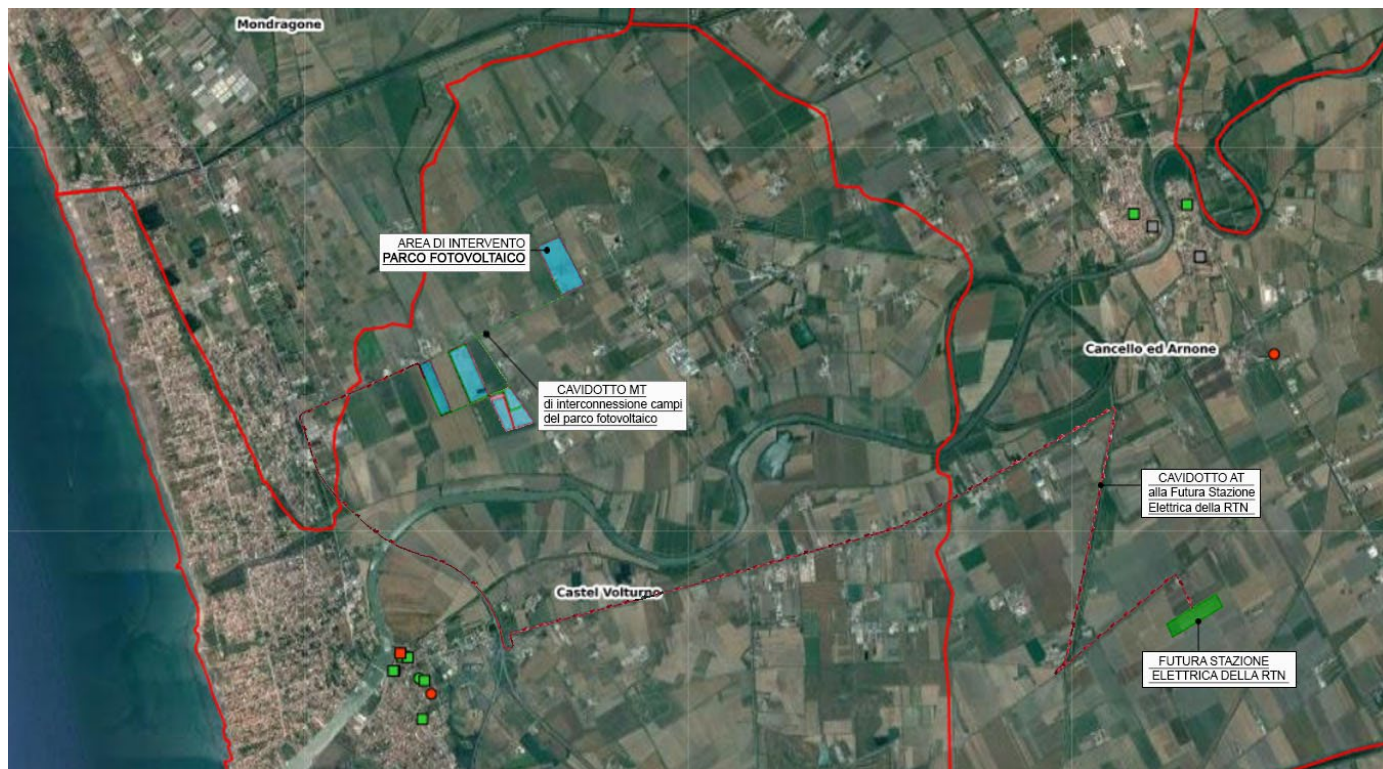 Mondragone
AREA DI INTERVENTO
PARCO FOTOVOLTAICO
CAVIDOTTO MT
di interconnessione campi
del parco fotovoltaico
Cancello ed Arnone
CAVIDOTTO AT
alla Futura Stazione
Elettrica della RTN
Castel Volturno
FUTURA STAZIONE
ELETTRICA DELLA RTN